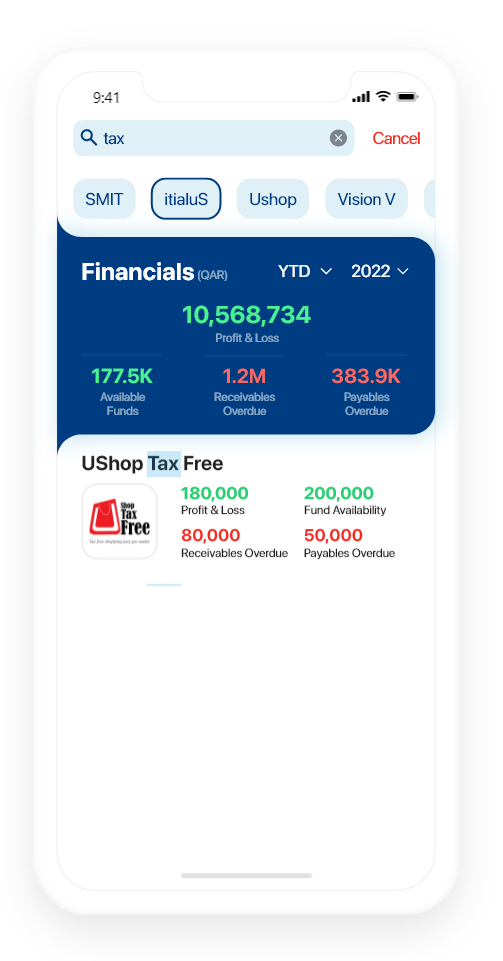 9:41
tax
Cancel
SMIT itialuS Ushop Vision V
Financials (QAR) YTD 2022
10,568,734
Profit & Loss
177.5K 1.2M 383.9K
Available Receivables Payables
Funds Overdue Overdue
UShop Tax Free
Shop
Tax
Free
Tax free shopping just got easier
180,000 200,000
Profit & Loss Fund Availability
80,000 50,000
Receivables Overdue Payables Overdue